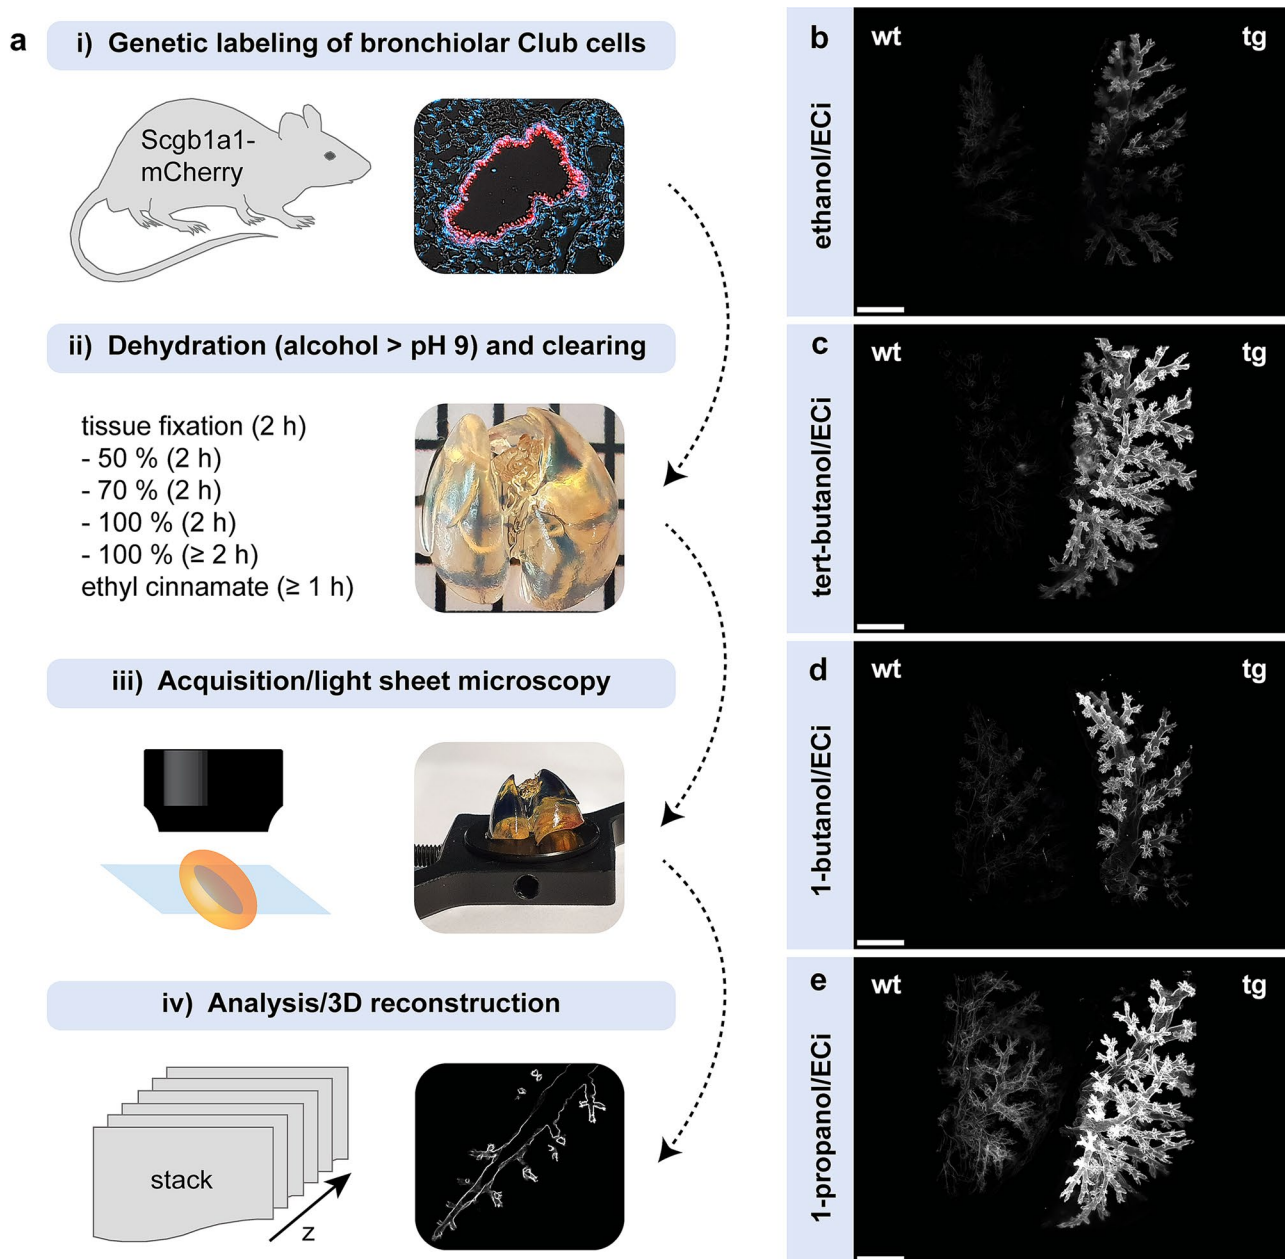 a
i) Genetic labeling of bronchiolar Club cells
Scgb1a1-
mCherry
ii) Dehydration (alcohol > pH 9) and clearing
tissue fixation (2 h)
- 50 % (2 h)
- 70 % (2 h)
- 100 % (2 h)
- 100 % (≥ 2 h)
ethyl cinnamate (≥ 1 h)
iii) Acquisition/light sheet microscopy
iv) Analysis/3D reconstruction
stack
z
b
ethanol/ECi
wt
tg
c
tert-butanol/ECi
wt
tg
d
1-butanol/ECi
wt
tg
e
1-propanol/ECi
wt
tg